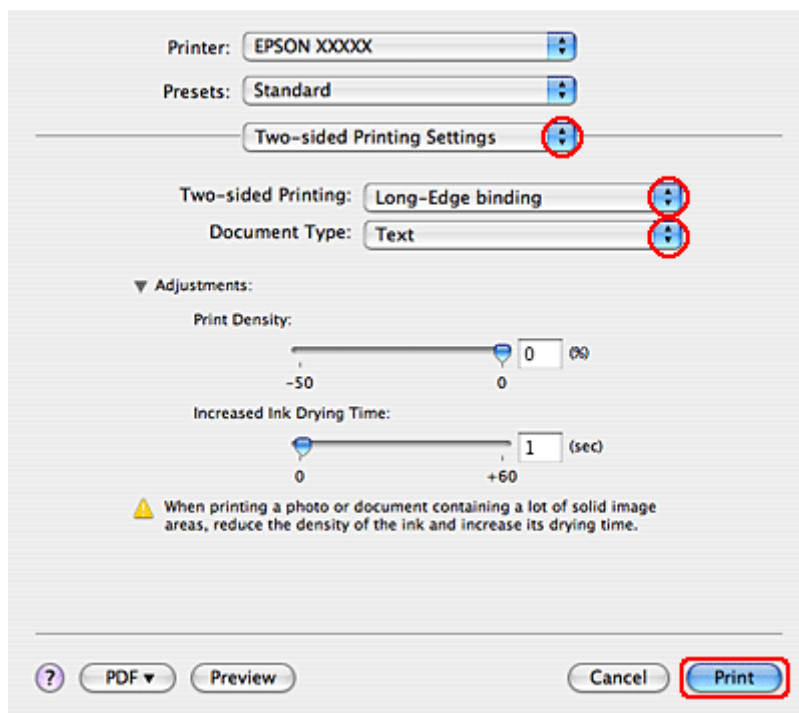 Printer: EPSON XXXXX
Presets: Standard
Two-sided Printing Settings
Two-sided Printing: Long-Edge binding
Document Type: Text
▼ Adjustments:
Print Density:
0 (%)
-50 0
Increased Ink Drying Time:
1 (sec)
0 +60
When printing a photo or document containing a lot of solid image
areas, reduce the density of the ink and increase its drying time.
? PDF ▼ Preview Cancel Print